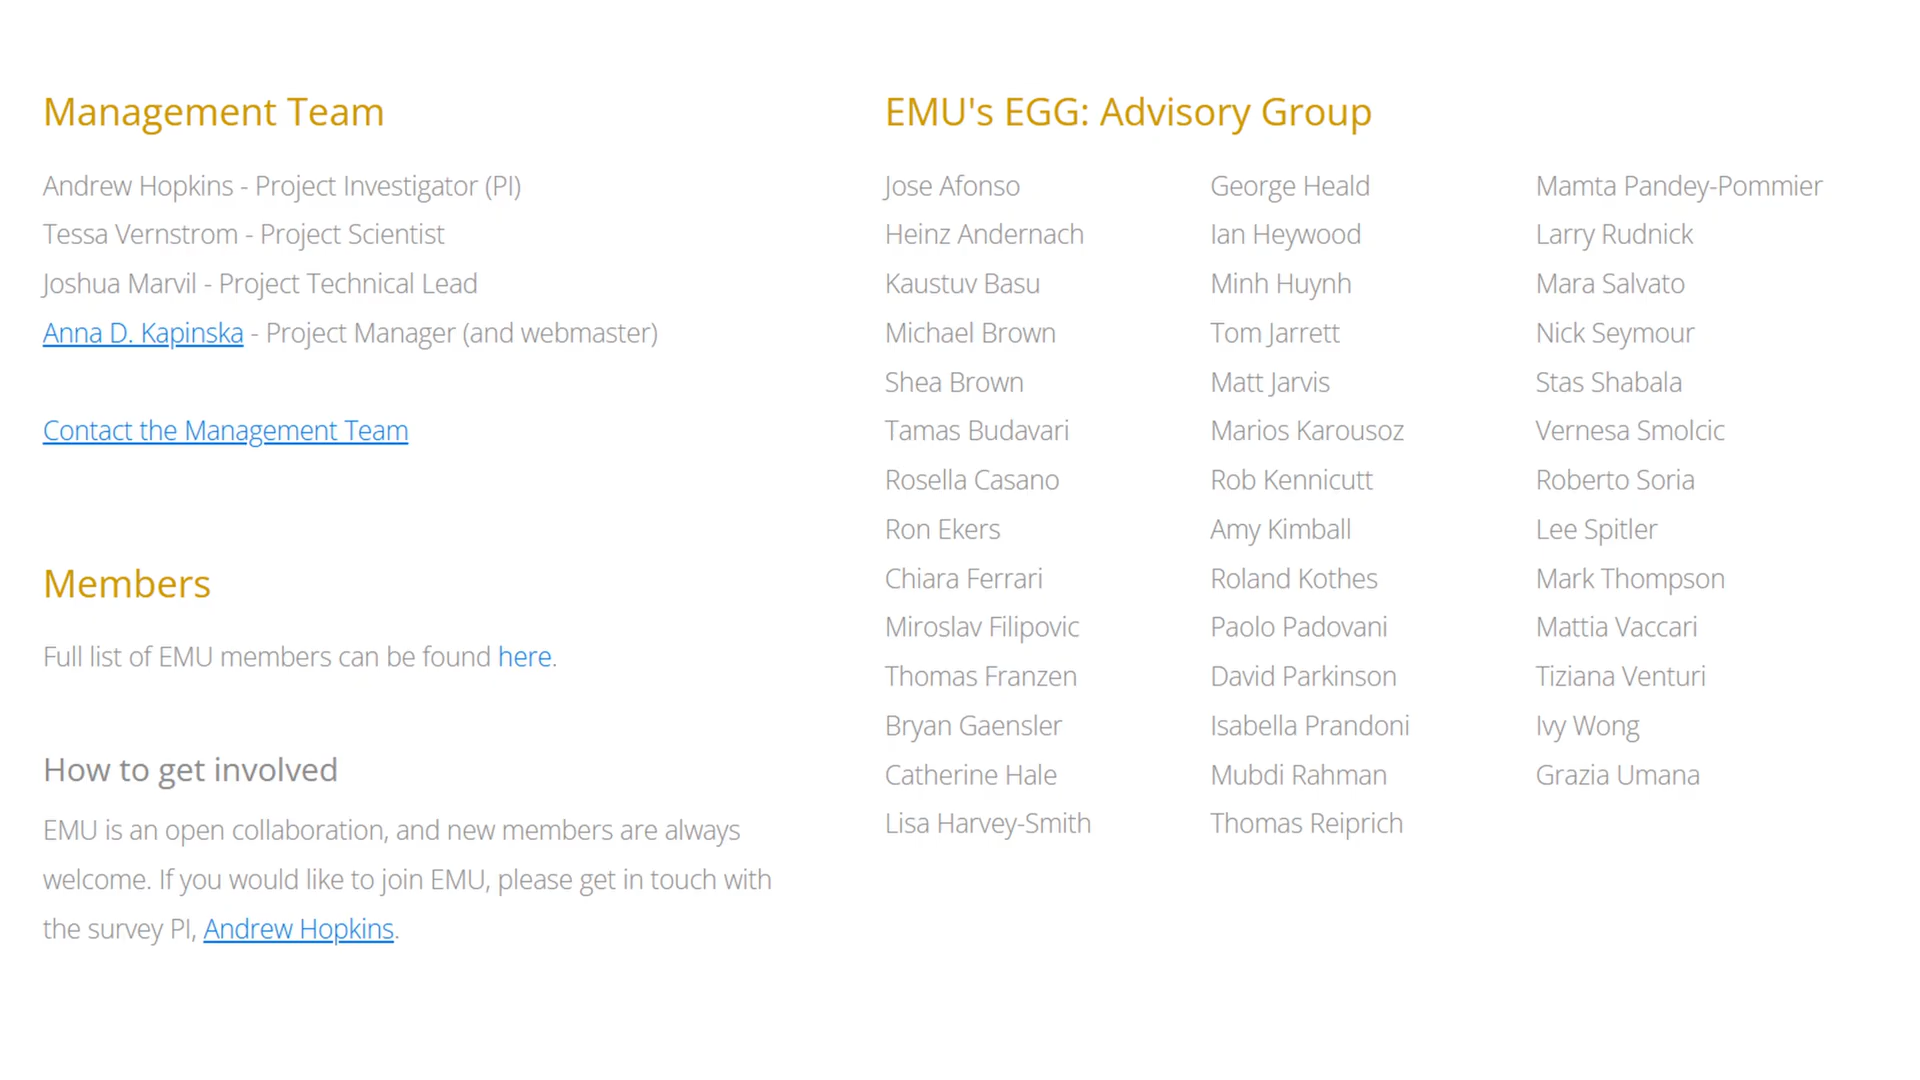 Management Team
Andrew Hopkins - Project Investigator (PI)
Tessa Vernstrom - Project Scientist
Joshua Marvil - Project Technical Lead
Anna D. Kapinska - Project Manager (and webmaster)
Contact the Management Team
Members
Full list of EMU members can be found here.
How to get involved
EMU is an open collaboration, and new members are always
welcome. If you would like to join EMU, please get in touch with
the survey PI, Andrew Hopkins.
EMU's EGG: Advisory Group
Jose Afonso
Heinz Andernach
Kaustuv Basu
Michael Brown
Shea Brown
Tamas Budavari
Rosella Casano
Ron Ekers
Chiara Ferrari
Miroslav Filipovic
Thomas Franzen
Bryan Gaensler
Catherine Hale
Lisa Harvey-Smith
George Heald
Ian Heywood
Minh Huynh
Tom Jarrett
Matt Jarvis
Marios Karousoz
Rob Kennicutt
Amy Kimball
Roland Kothes
Paolo Padovani
David Parkinson
Isabella Prandoni
Mubdi Rahman
Thomas Reiprich
Mamta Pandey-Pommier
Larry Rudnick
Mara Salvato
Nick Seymour
Stas Shabala
Vernesa Smolcic
Roberto Soria
Lee Spitler
Mark Thompson
Mattia Vaccari
Tiziana Venturi
Ivy Wong
Grazia Umana